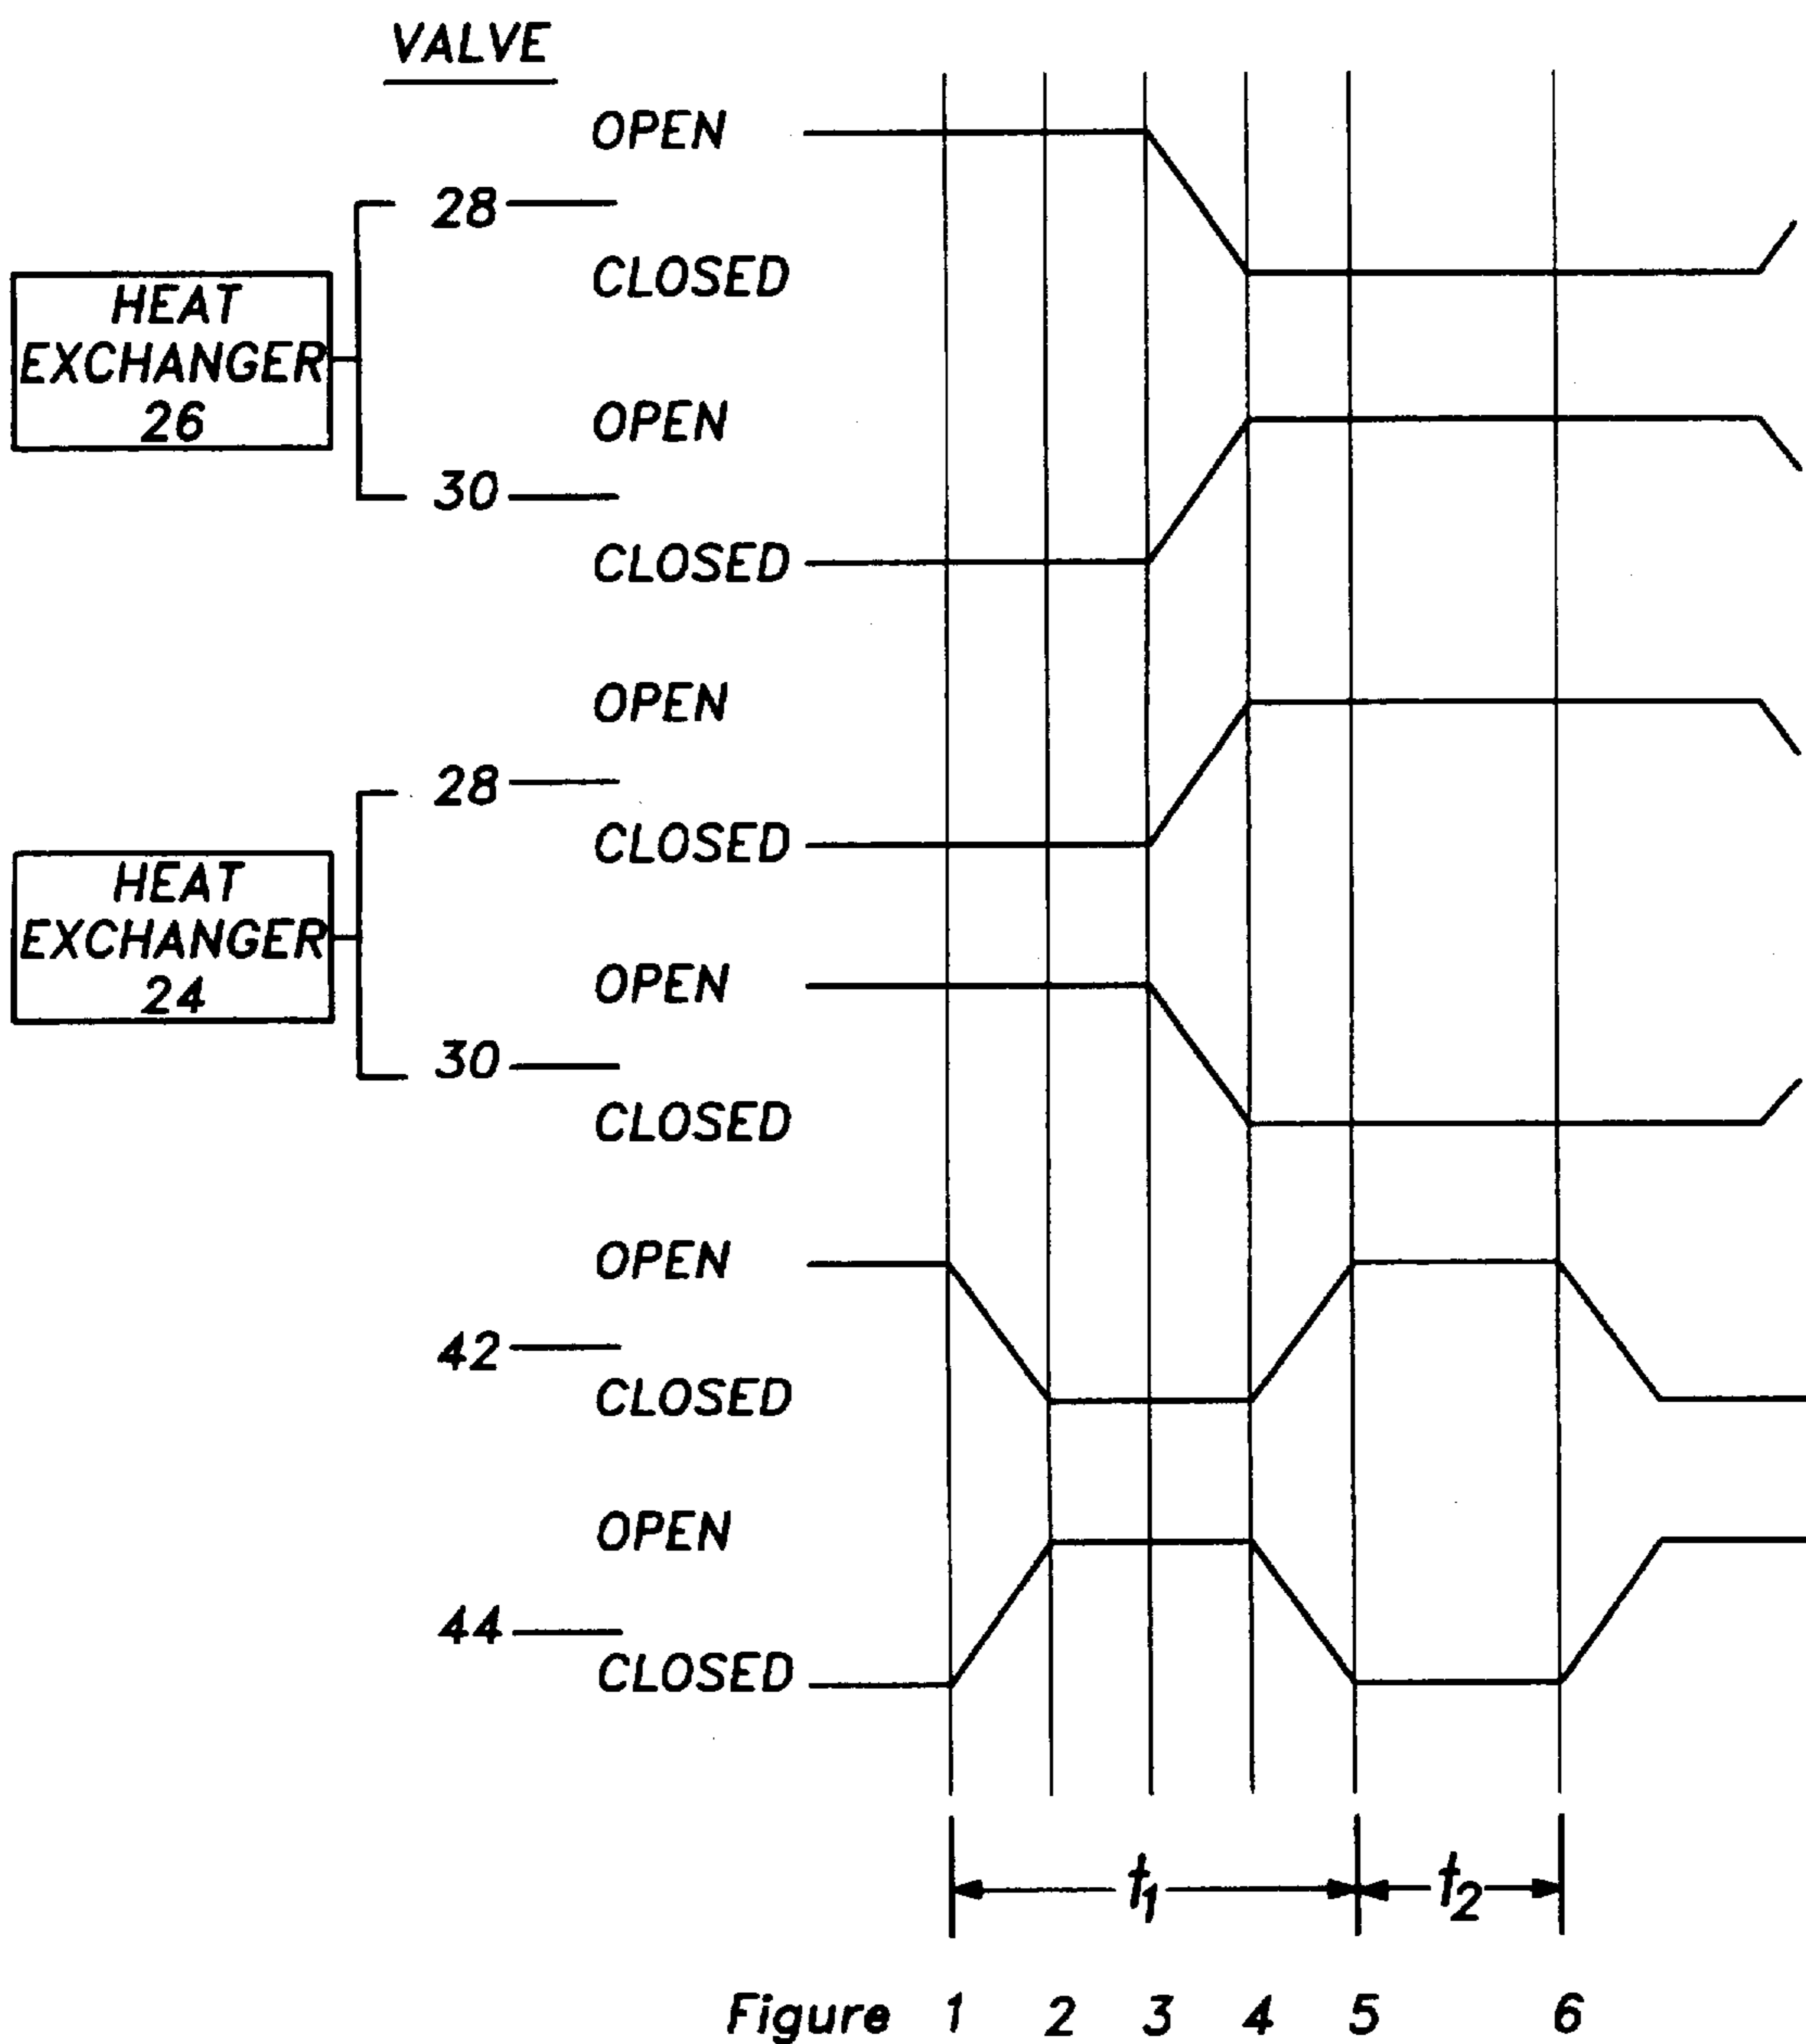 VALVE
OPEN
28
CLOSED
HEAT
EXCHANGER
26
OPEN
30
CLOSED
OPEN
28
CLOSED
HEAT
EXCHANGER
24
OPEN
30
CLOSED
OPEN
42
CLOSED
OPEN
44
CLOSED
t1 t2
Figure 1 2 3 4 5 6